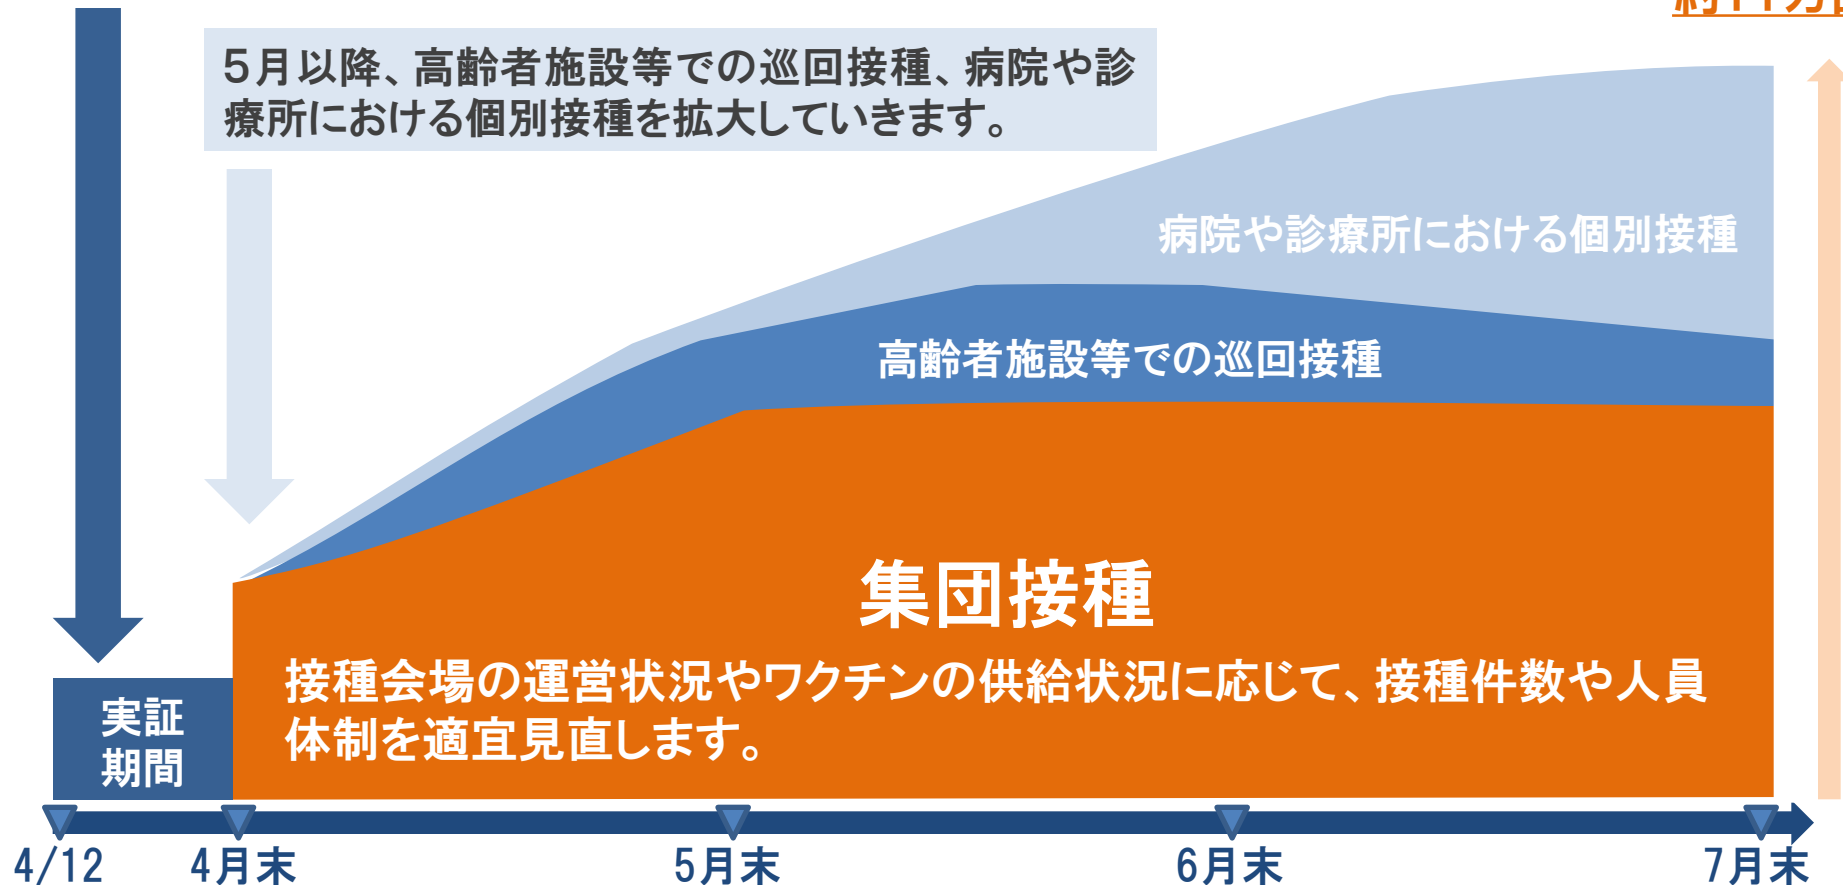 5月以降、高齢者施設等での巡回接種、病院や診
療所における個別接種を拡大していきます。
病院や診療所における個別接種
高齢者施設等での巡回接種
集団接種
接種会場の運営状況やワクチンの供給状況に応じて、接種件数や人員
体制を適宜見直します。
実証
期間
4/12 4月末 5月末 6月末 7月末